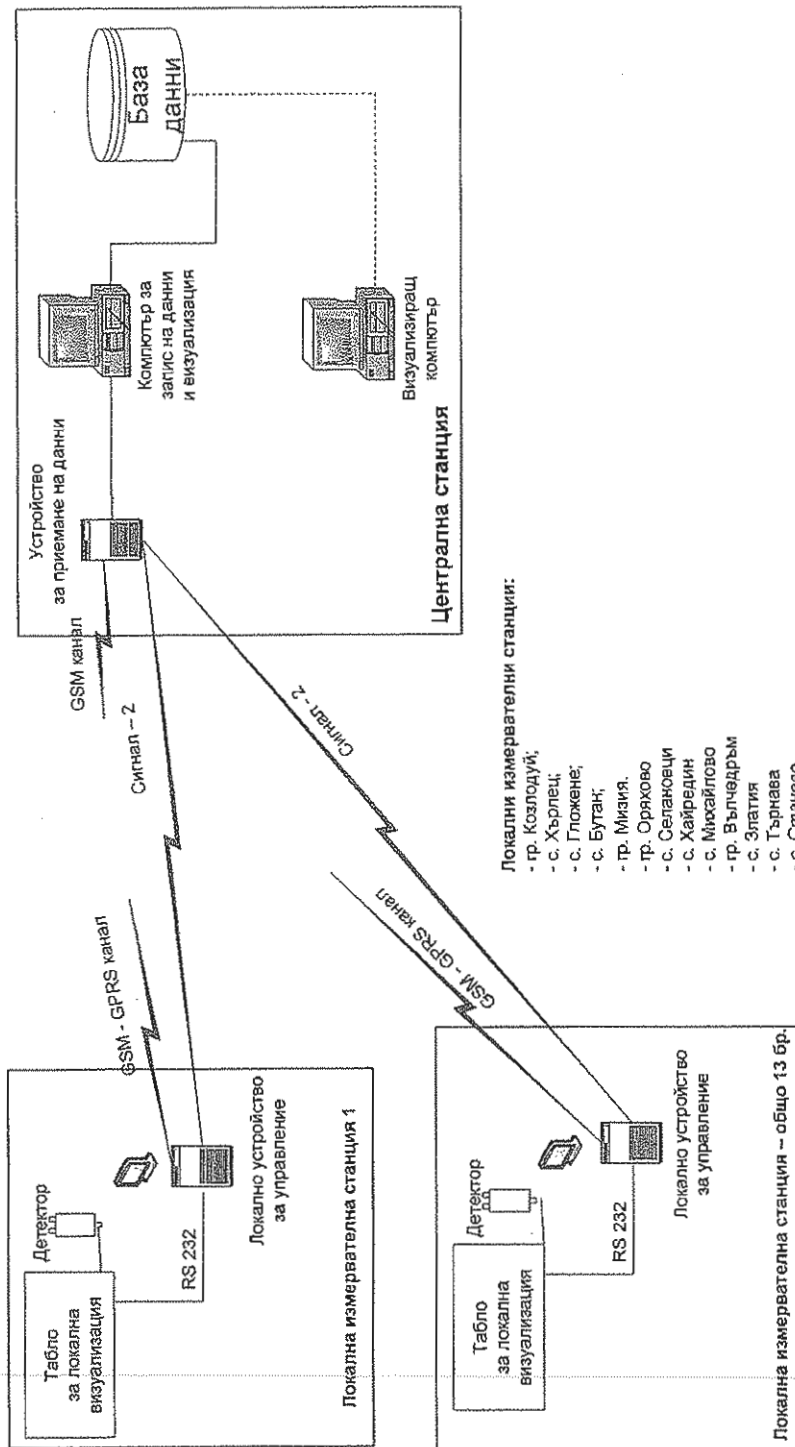 Табло
за локална
визуализация
Детектор
RS 232
Локално устройство
за управление
Локална измервателна станция 1
GSM - GPRS канал
Сигнал – 2
GSM канал
Устройство
за приемане на данни
Компютър за
запис на данни
и визуализация
База
данни
Визуализиращ
компютър
Централна станция
Табло
за локална
визуализация
Детектор
RS 232
Локално устройство
за управление
Локална измервателна станция – общо 13 бр.
GSM - GPRS канал
Сигнал - 2
Локални измервателни станции:
- гр. Козлодуй;
- с. Хърлец;
- с. Гложене;
- с. Бутан;
- гр. Мизия.
- гр. Оряхово
- с. Селановци
- с. Хайредин
- с. Михайлово
- гр. Вълчедръм
- с. Златия
- с. Търнава